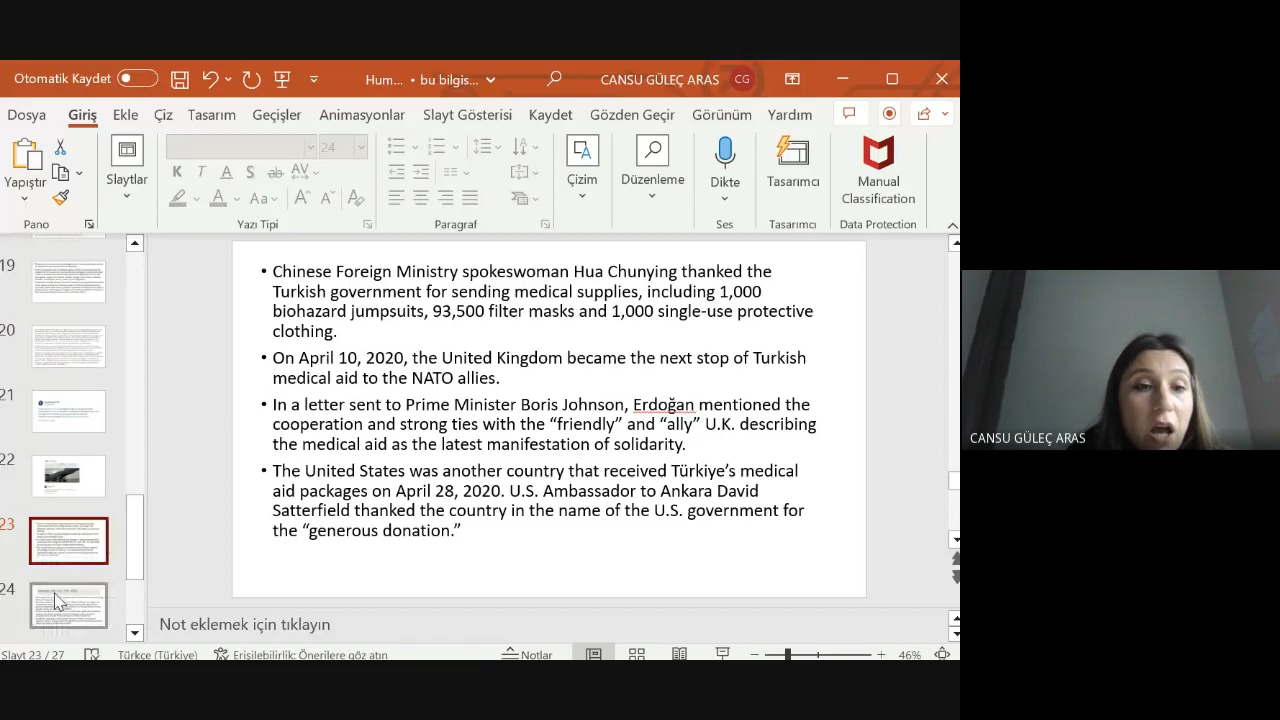 Otomatik Kaydet
Hum... • bu bilgis...
CANSU GÜLEÇ ARAS
CG
Dosya
Giriş
Ekle
Çiz
Tasarım
Geçişler
Animasyonlar
Slayt Gösterisi
Kaydet
Gözden Geçir
Görünüm
Yardım
Yapıştır
Slaytlar
24
K T A S ab AV
A Aa A A A
Çizim
Düzenleme
Dikte
Tasarımcı
Manual
Classification
Pano
Yazı Tipi
Paragraf
Ses
Tasarımcı
Data Protection
19
20
21
22
23
24
• Chinese Foreign Ministry spokeswoman Hua Chunying thanked the
Turkish government for sending medical supplies, including 1,000
biohazard jumpsuits, 93,500 filter masks and 1,000 single-use protective
clothing.
• On April 10, 2020, the United Kingdom became the next stop of Turkish
medical aid to the NATO allies.
• In a letter sent to Prime Minister Boris Johnson, Erdoğan mentioned the
cooperation and strong ties with the “friendly” and “ally” U.K. describing
the medical aid as the latest manifestation of solidarity.
• The United States was another country that received Türkiye’s medical
aid packages on April 28, 2020. U.S. Ambassador to Ankara David
Satterfield thanked the country in the name of the U.S. government for
the “generous donation.”
Not eklemek için tıklayın
Slayt 23 / 27
Türkçe (Türkiye)
Erişilebilirlik: Önerilere göz atın
Notlar
46%
CANSU GÜLEÇ ARAS